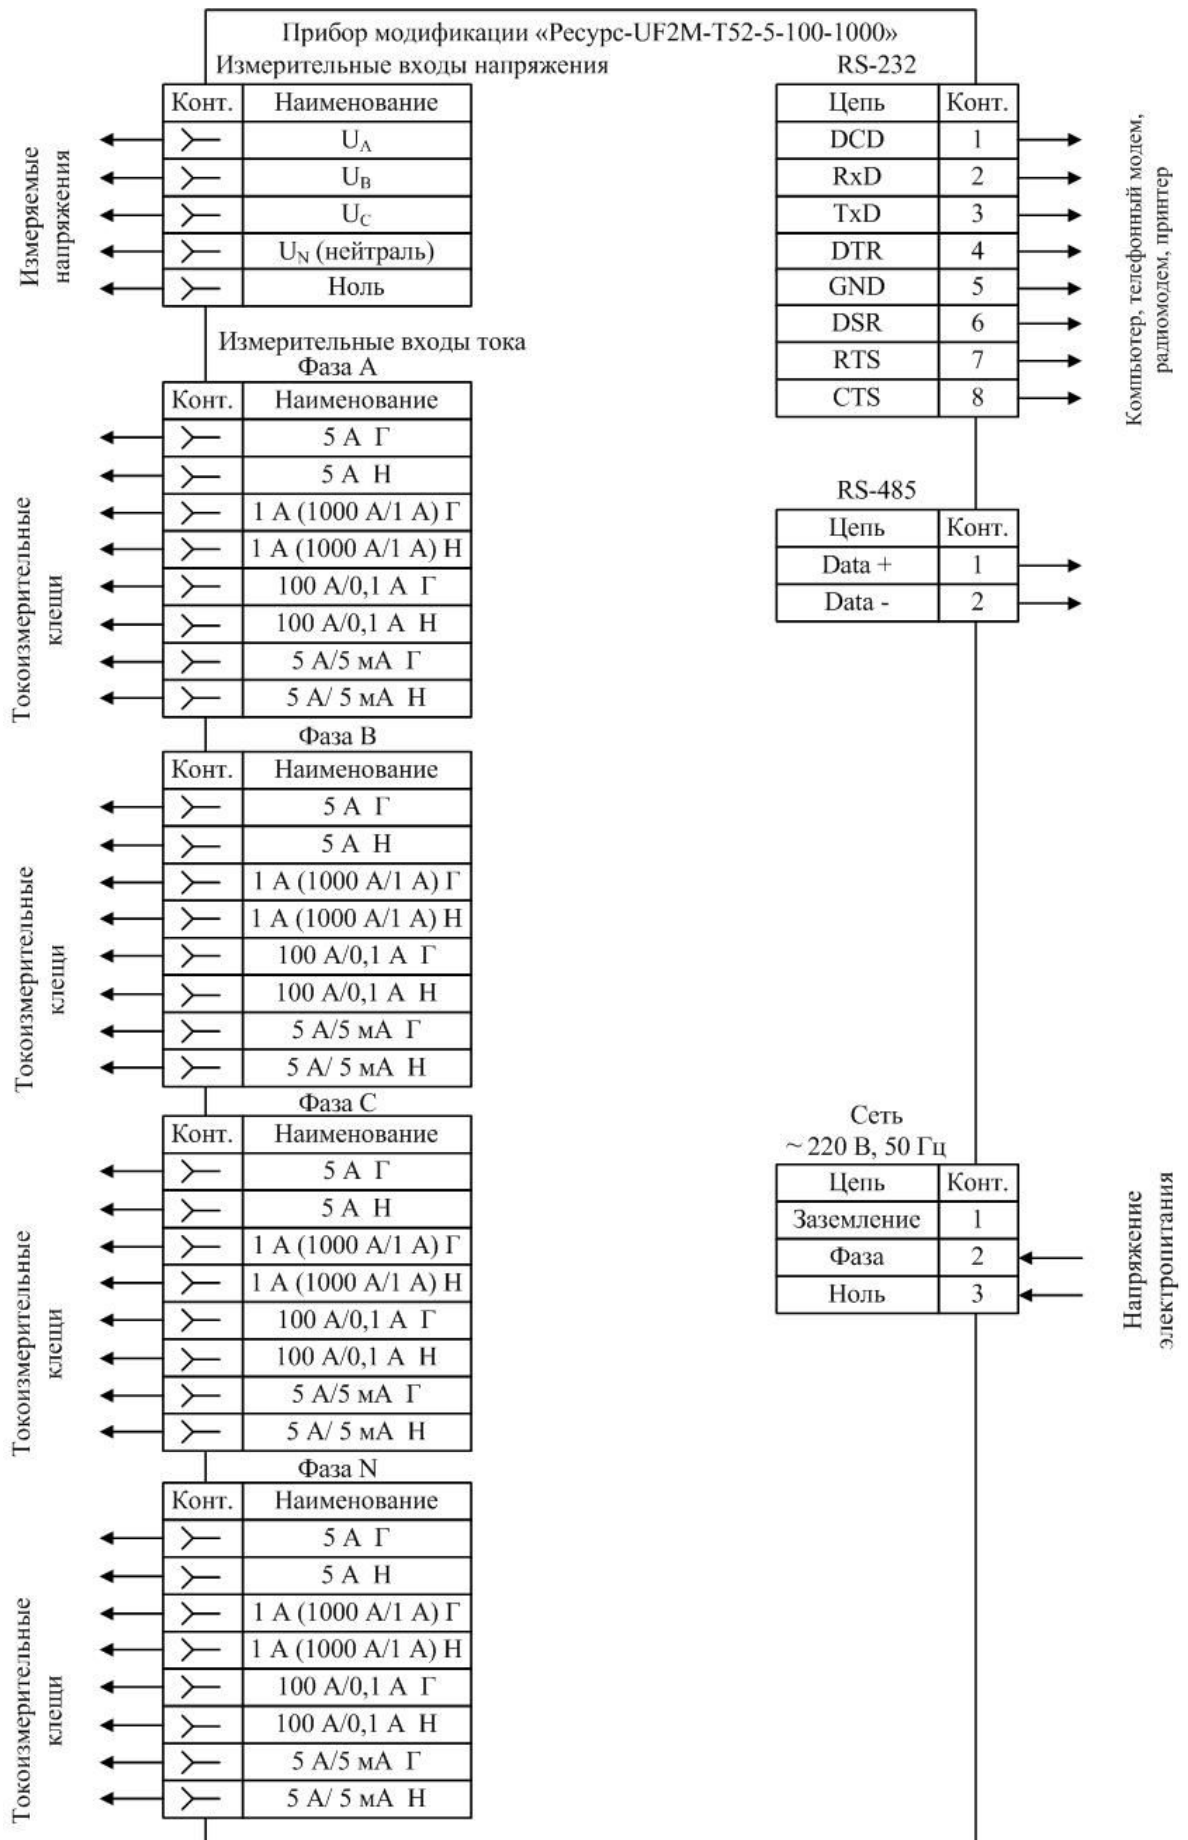 Прибор модификации «Ресурс-UF2M-T52-5-100-1000»
Измерительные входы напряжения
Измеряемые
напряжения
Конт. Наименование
U_A
U_B
U_C
U_N (нейтраль)
Ноль
Измерительные входы тока
Фаза А
Токоизмерительные
клещи
Конт. Наименование
5 А Г
5 А Н
1 А (1000 А/1 А) Г
1 А (1000 А/1 А) Н
100 А/0,1 А Г
100 А/0,1 А Н
5 А/5 мА Г
5 А/ 5 мА Н
Фаза В
Токоизмерительные
клещи
Конт. Наименование
5 А Г
5 А Н
1 А (1000 А/1 А) Г
1 А (1000 А/1 А) Н
100 А/0,1 А Г
100 А/0,1 А Н
5 А/5 мА Г
5 А/ 5 мА Н
Фаза С
Токоизмерительные
клещи
Конт. Наименование
5 А Г
5 А Н
1 А (1000 А/1 А) Г
1 А (1000 А/1 А) Н
100 А/0,1 А Г
100 А/0,1 А Н
5 А/5 мА Г
5 А/ 5 мА Н
Фаза N
Токоизмерительные
клещи
Конт. Наименование
5 А Г
5 А Н
1 А (1000 А/1 А) Г
1 А (1000 А/1 А) Н
100 А/0,1 А Г
100 А/0,1 А Н
5 А/5 мА Г
5 А/ 5 мА Н
RS-232
Цепь Конт.
DCD 1
RxD 2
TxD 3
DTR 4
GND 5
DSR 6
RTS 7
CTS 8
Компьютер, телефонный модем,
радиомодем, принтер
RS-485
Цепь Конт.
Data + 1
Data - 2
Сеть
~ 220 В, 50 Гц
Цепь Конт.
Заземление 1
Фаза 2
Ноль 3
Напряжение
электропитания